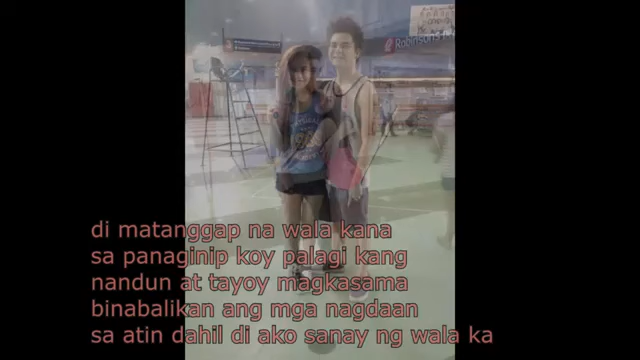 Robinsons
di matanggap na wala kana
sa panaginip koy palagi kang
nandun at tayoy magkasama
binabalikan ang mga nagdaan
sa atin dahil di ako sanay ng wala ka